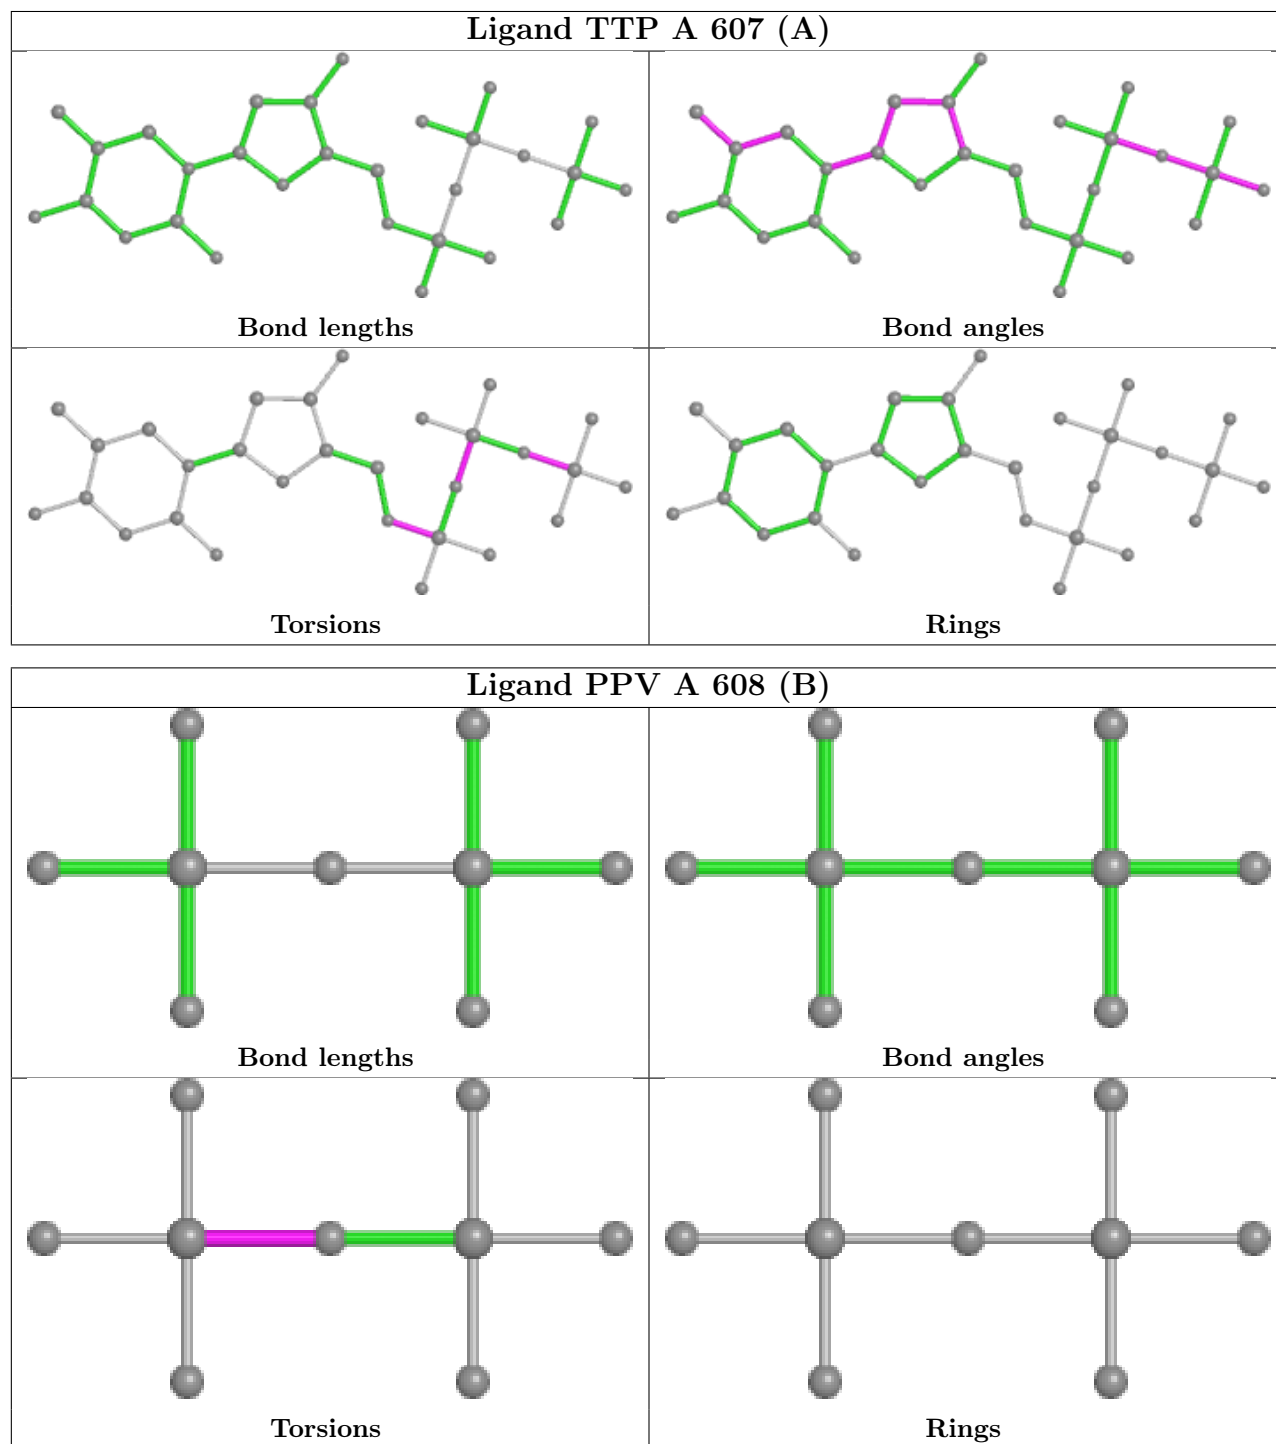 Ligand TTP A 607 (A)
Bond lengths
Bond angles
Torsions
Rings
Ligand PPV A 608 (B)
Bond lengths
Bond angles
Torsions
Rings